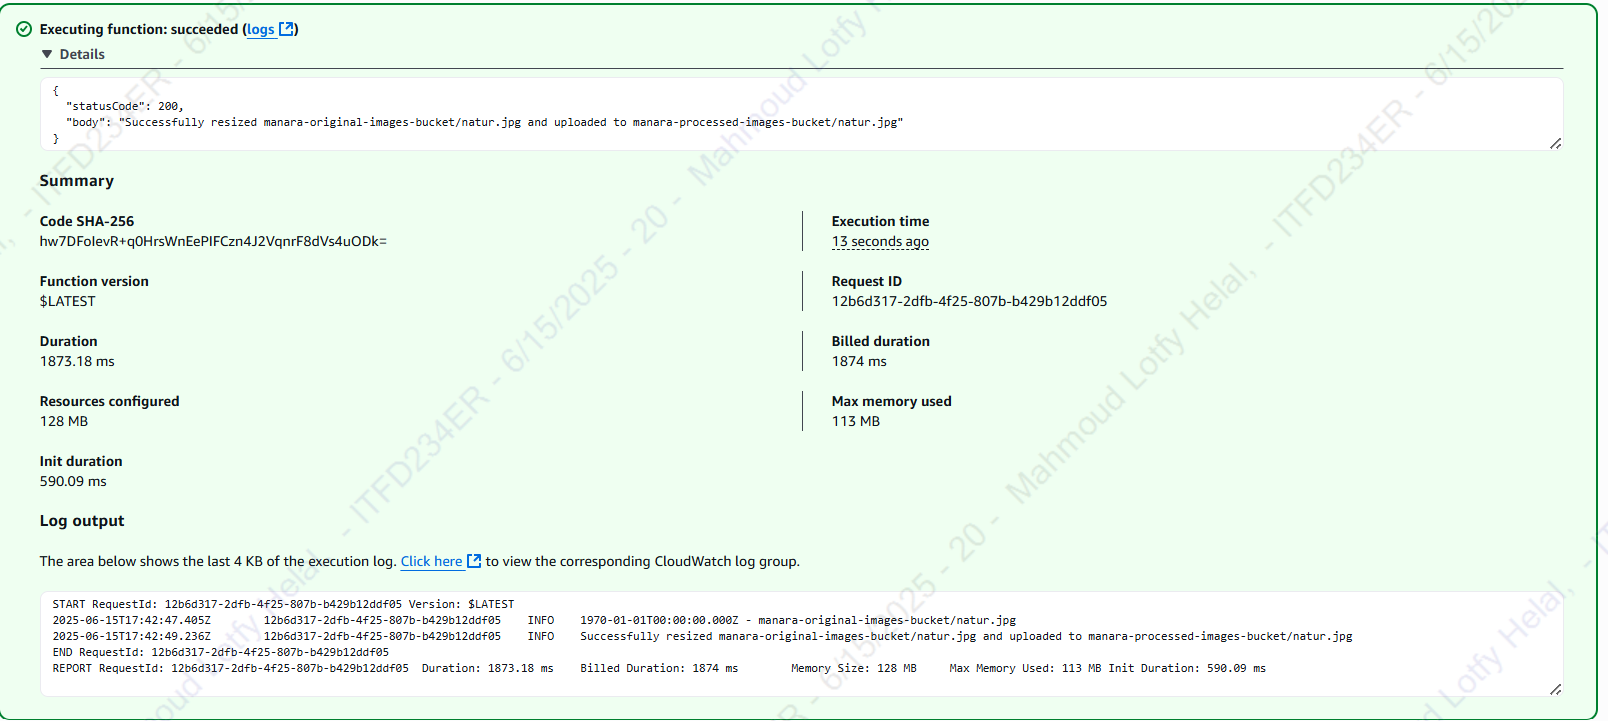 Executing function: succeeded (logs)
Details
{
"statusCode": 200,
"body": "Successfully resized manara-original-images-bucket/natur.jpg and uploaded to manara-processed-images-bucket/natur.jpg"
}
Summary
Code SHA-256
hw7DFolevR+q0HrsWnEePIFCzn4J2VqnrF8dVs4uODk=
Execution time
13 seconds ago
Function version
$LATEST
Request ID
12b6d317-2dfb-4f25-807b-b429b12ddf05
Duration
1873.18 ms
Billed duration
1874 ms
Resources configured
128 MB
Max memory used
113 MB
Init duration
590.09 ms
Log output
The area below shows the last 4 KB of the execution log. Click here to view the corresponding CloudWatch log group.
START RequestId: 12b6d317-2dfb-4f25-807b-b429b12ddf05 Version: $LATEST
2025-06-15T17:42:47.405Z 12b6d317-2dfb-4f25-807b-b429b12ddf05 INFO 1970-01-01T00:00:00.000Z - manara-original-images-bucket/natur.jpg
2025-06-15T17:42:49.236Z 12b6d317-2dfb-4f25-807b-b429b12ddf05 INFO Successfully resized manara-original-images-bucket/natur.jpg and uploaded to manara-processed-images-bucket/natur.jpg
END RequestId: 12b6d317-2dfb-4f25-807b-b429b12ddf05
REPORT RequestId: 12b6d317-2dfb-4f25-807b-b429b12ddf05 Duration: 1873.18 ms Billed Duration: 1874 ms Memory Size: 128 MB Max Memory Used: 113 MB Init Duration: 590.09 ms
- ITFD234ER - 6/15/2025 - 20 - Mahmoud Lotfy Helal,
- 20 - Mahmoud Lotfy Helal, - ITFD234ER - 6/15/2025